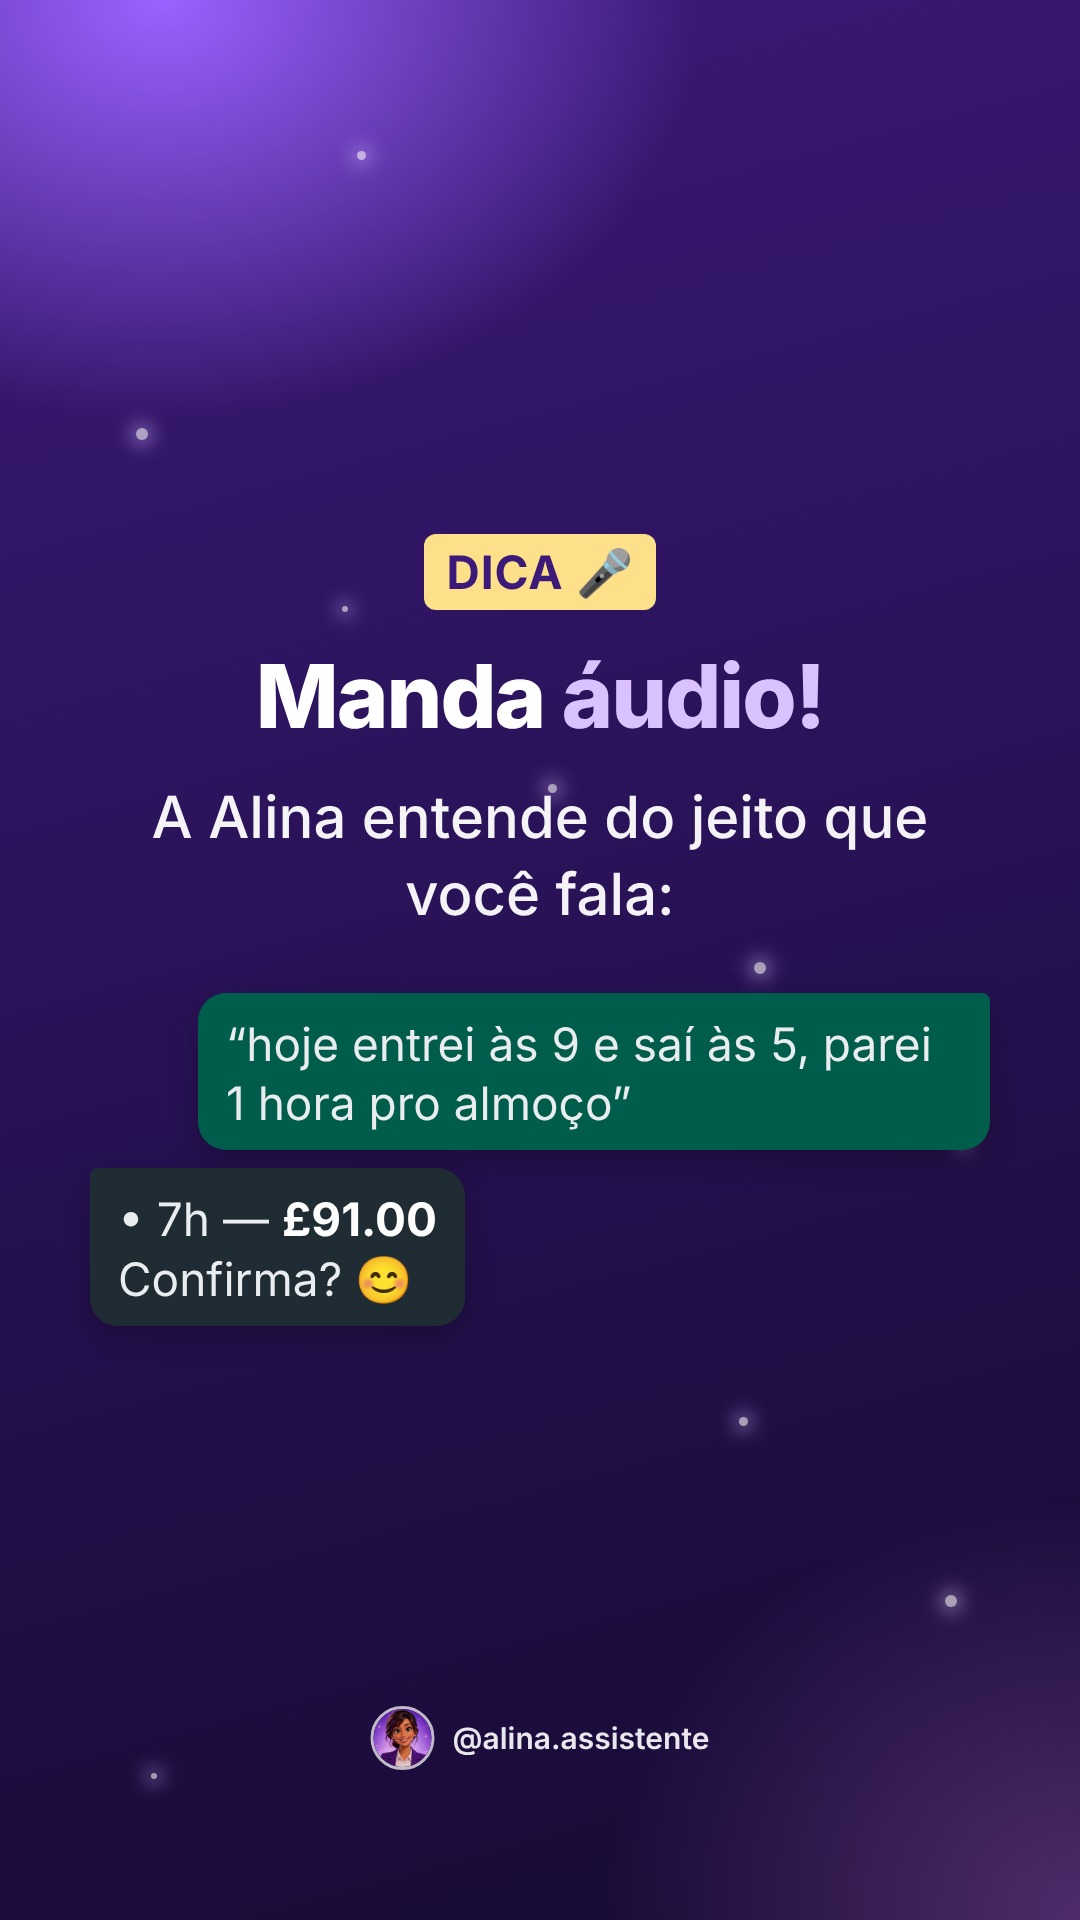 DICA 🎤
Manda áudio!
A Alina entende do jeito que
você fala:
“hoje entrei às 9 e saí às 5, parei
1 hora pro almoço”
• 7h — £91.00
Confirma? 😊
@alina.assistente